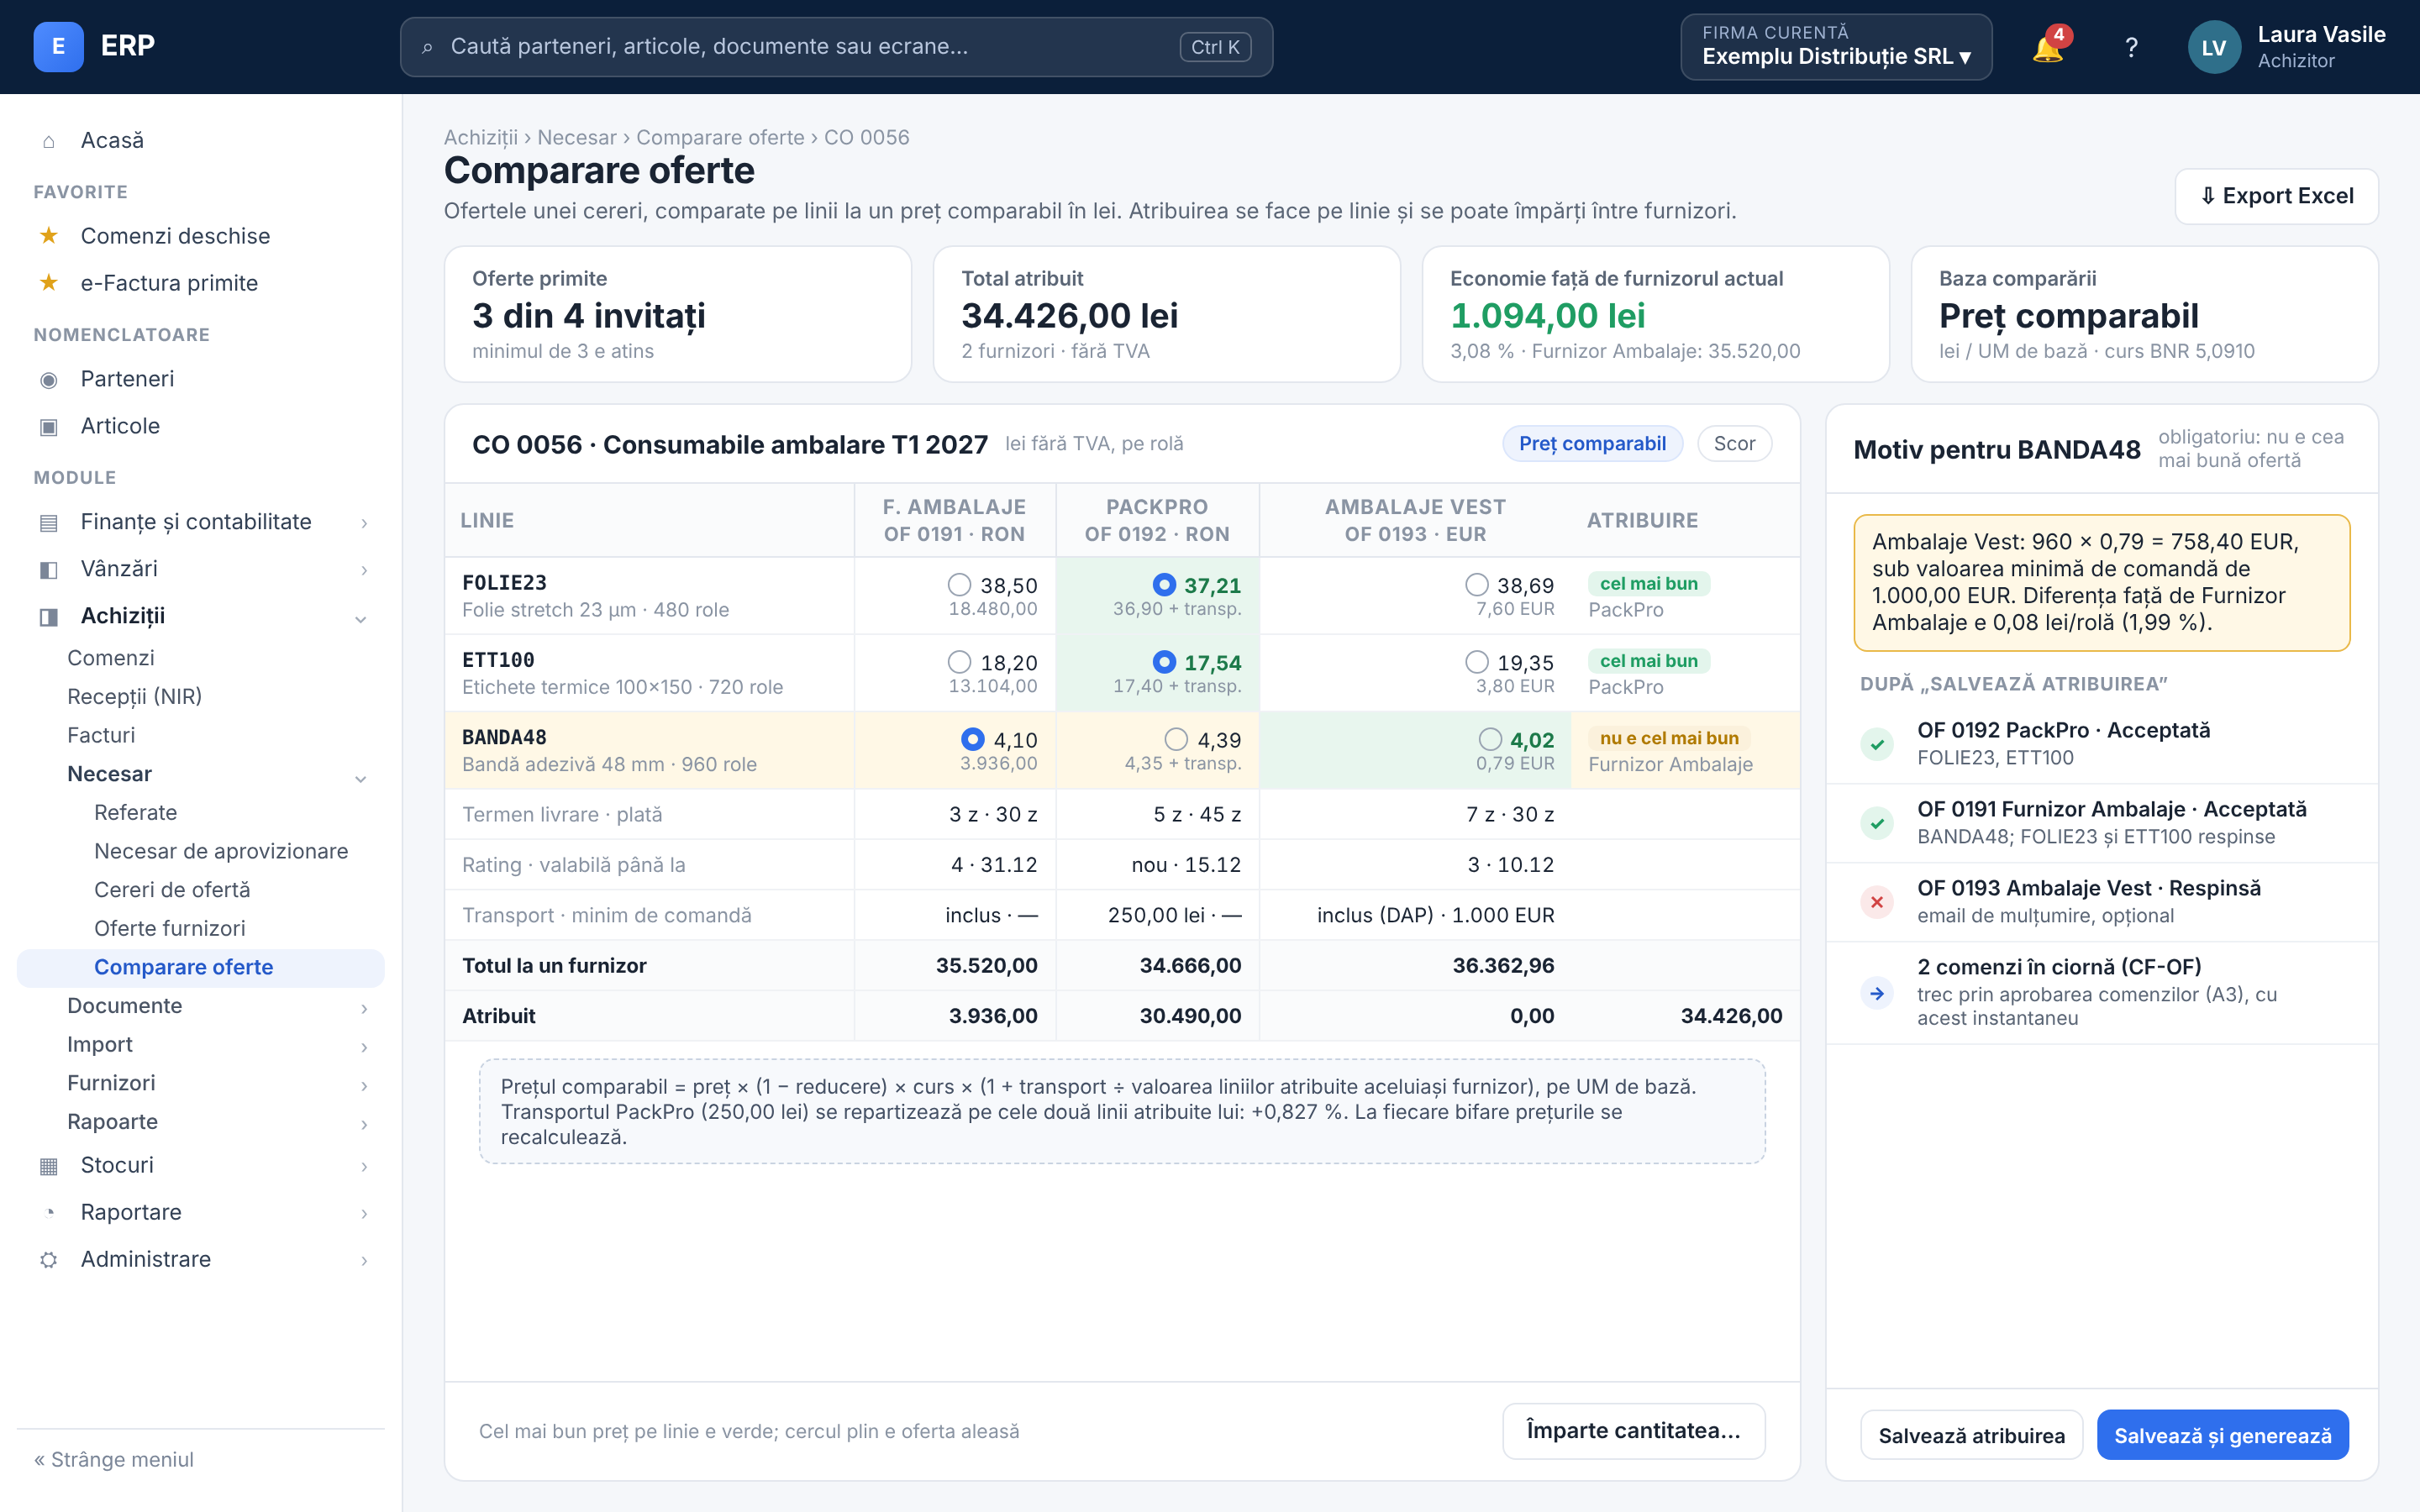 E ERP
⌕ Caută parteneri, articole, documente sau ecrane... Ctrl K
FIRMA CURENTĂ
Exemplu Distribuție SRL ▾
4
?
LV
Laura Vasile
Achizitor
Acasă
FAVORITE
★ Comenzi deschise
★ e-Factura primite
NOMENCLATOARE
Parteneri
Articole
MODULE
Finanțe și contabilitate ›
Vânzări ›
Achiziții
Comenzi
Recepții (NIR)
Facturi
Necesar
Referate
Necesar de aprovizionare
Cereri de ofertă
Oferte furnizori
Comparare oferte
Documente ›
Import ›
Furnizori ›
Rapoarte ›
Stocuri ›
Raportare ›
Administrare ›
« Strânge meniul
Achiziții › Necesar › Comparare oferte › CO 0056
Comparare oferte
Ofertele unei cereri, comparate pe linii la un preț comparabil în lei. Atribuirea se face pe linie și se poate împărți între furnizori.
⇩ Export Excel
Oferte primite
3 din 4 invitați
minimul de 3 e atins
Total atribuit
34.426,00 lei
2 furnizori · fără TVA
Economie față de furnizorul actual
1.094,00 lei
3,08 % · Furnizor Ambalaje: 35.520,00
Baza comparării
Preț comparabil
lei / UM de bază · curs BNR 5,0910
CO 0056 · Consumabile ambalare T1 2027 lei fără TVA, pe rolă Preț comparabil Scor
LINIE F. AMBALAJE PACKPRO AMBALAJE VEST ATRIBUIRE
OF 0191 · RON OF 0192 · RON OF 0193 · EUR
FOLIE23 38,50 37,21 38,69 cel mai bun
Folie stretch 23 µm · 480 role 18.480,00 36,90 + transp. 7,60 EUR PackPro
ETT100 18,20 17,54 19,35 cel mai bun
Etichete termice 100×150 · 720 role 13.104,00 17,40 + transp. 3,80 EUR PackPro
BANDA48 4,10 4,39 4,02 nu e cel mai bun
Bandă adezivă 48 mm · 960 role 3.936,00 4,35 + transp. 0,79 EUR Furnizor Ambalaje
Termen livrare · plată 3 z · 30 z 5 z · 45 z 7 z · 30 z
Rating · valabilă până la 4 · 31.12 nou · 15.12 3 · 10.12
Transport · minim de comandă inclus · — 250,00 lei · — inclus (DAP) · 1.000 EUR
Totul la un furnizor 35.520,00 34.666,00 36.362,96
Atribuit 3.936,00 30.490,00 0,00 34.426,00
Prețul comparabil = preț × (1 − reducere) × curs × (1 + transport ÷ valoarea liniilor atribuite aceluiași furnizor), pe UM de bază.
Transportul PackPro (250,00 lei) se repartizează pe cele două linii atribuite lui: +0,827 %. La fiecare bifare prețurile se
recalculează.
Cel mai bun preț pe linie e verde; cercul plin e oferta aleasă
Împarte cantitatea...
Motiv pentru BANDA48 obligatoriu: nu e cea
mai bună ofertă
Ambalaje Vest: 960 × 0,79 = 758,40 EUR,
sub valoarea minimă de comandă de
1.000,00 EUR. Diferența față de Furnizor
Ambalaje e 0,08 lei/rolă (1,99 %).
DUPĂ „SALVEAZĂ ATRIBUIREA”
✓ OF 0192 PackPro · Acceptată
FOLIE23, ETT100
✓ OF 0191 Furnizor Ambalaje · Acceptată
BANDA48; FOLIE23 și ETT100 respinse
✕ OF 0193 Ambalaje Vest · Respinsă
email de mulțumire, opțional
→ 2 comenzi în ciornă (CF-OF)
trec prin aprobarea comenzilor (A3), cu
acest instantaneu
Salvează atribuirea
Salvează și generează